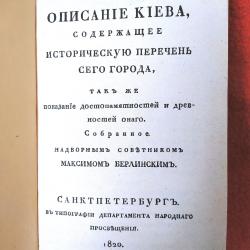 ОПИСАНІЕ КІЕВА,
СОДЕРЖАЩЕЕ
ИСТОРИЧЕСКУЮ ПЕРЕЧЕНЬ
СЕГО ГОРОДА,
ТАКЪ ЖЕ
показаніе достопамятностей и древ-
ностей онаго.
Собранное
НАДВОРНЫМЪ СОВѢТНИКОМЪ
МАКСИМОМЪ БЕРЛИНСКИМЪ.
САНКТПЕТЕРБУРГЪ.
ВЪ ТИПОГРАФІИ ДЕПАРТАМЕНТА НАРОДНАГО
ПРОСВѢЩЕНІЯ.
1820.